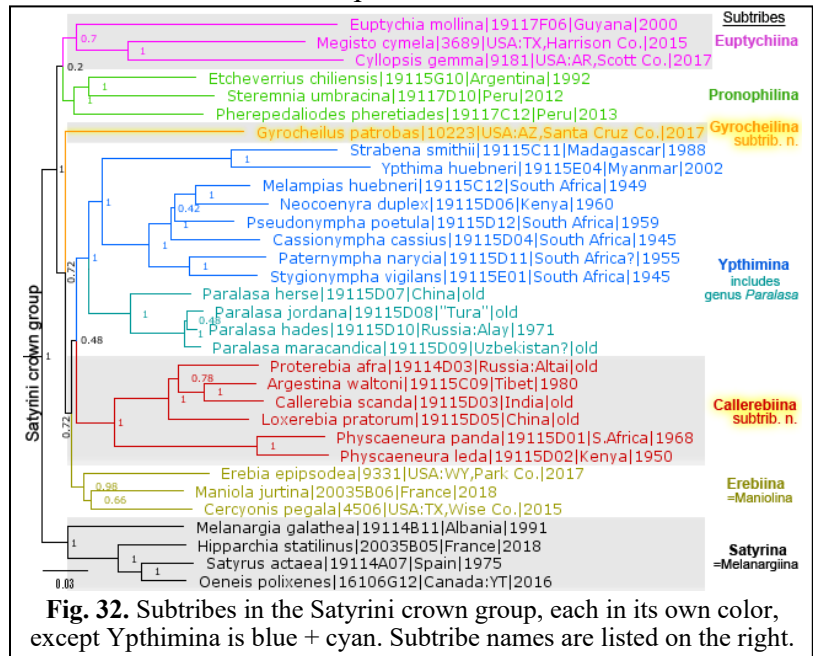 Subtribes
Euptychia mollina|19117F06|Guyana|2000
0.7
Megisto cymela|3689|USA:TX,Harrison Co.|2015
Euptychiina
1
Cyllopsis gemma|9181|USA:AR,Scott Co.|2017
0.2
Etcheverrius chiliensis|19115G10|Argentina|1992
1
Steremnia umbracina|19117D10|Peru|2012
Pronophilina
1
Pherepedaliodes pheretiades|19117C12|Peru|2013
Gyrocheilus patrobas|10223|USA:AZ,Santa Cruz Co.|2017
Gyrocheilina
subtrib. n.
Strabena smithii|19115C11|Madagascar|1988
1
1
Ypthima huebneri|19115E04|Myanmar|2002
Melampias huebneri|19115C12|South Africa|1949
0.42
Neocoenyra duplex|19115D06|Kenya|1960
1
Pseudonympha poetula|19115D12|South Africa|1959
1
1
Cassionympha cassius|19115D04|South Africa|1945
1
Paternympha narycia|19115D11|South Africa?|1955
Ypthimina
1
0.72
Stygionympha vigilans|19115E01|South Africa|1945
includes
genus Paralasa
Paralasa herse|19115D07|China|old
1
Paralasa jordana|19115D08|"Tura"|old
0.48
1
Paralasa hades|19115D10|Russia:Alay|1971
0.48
Paralasa maracandica|19115D09|Uzbekistan?|old
Satyrini crown group
1
Proterebia afra|19114D03|Russia:Altai|old
0.78
Argestina waltoni|19115C09|Tibet|1980
1
1
Callerebia scanda|19115D03|India|old
Callerebiina
subtrib. n.
1
Loxerebia pratorum|19115D05|China|old
0.72
Physcaeneura panda|19115D01|S.Africa|1968
1
Physcaeneura leda|19115D02|Kenya|1950
Erebia epipsodea|9331|USA:WY,Park Co.|2017
0.98
Maniola jurtina|20035B06|France|2018
Erebiina
=Maniolina
0.66
Cercyonis pegala|4506|USA:TX,Wise Co.|2015
Melanargia galathea|19114B11|Albania|1991
1
Hipparchia statilinus|20035B05|France|2018
Satyrina
=Melanargiina
1
Satyrus actaea|19114A07|Spain|1975
1
Oeneis polixenes|16106G12|Canada:YT|2016
0.03
Fig. 32. Subtribes in the Satyrini crown group, each in its own color,
except Ypthimina is blue + cyan. Subtribe names are listed on the right.